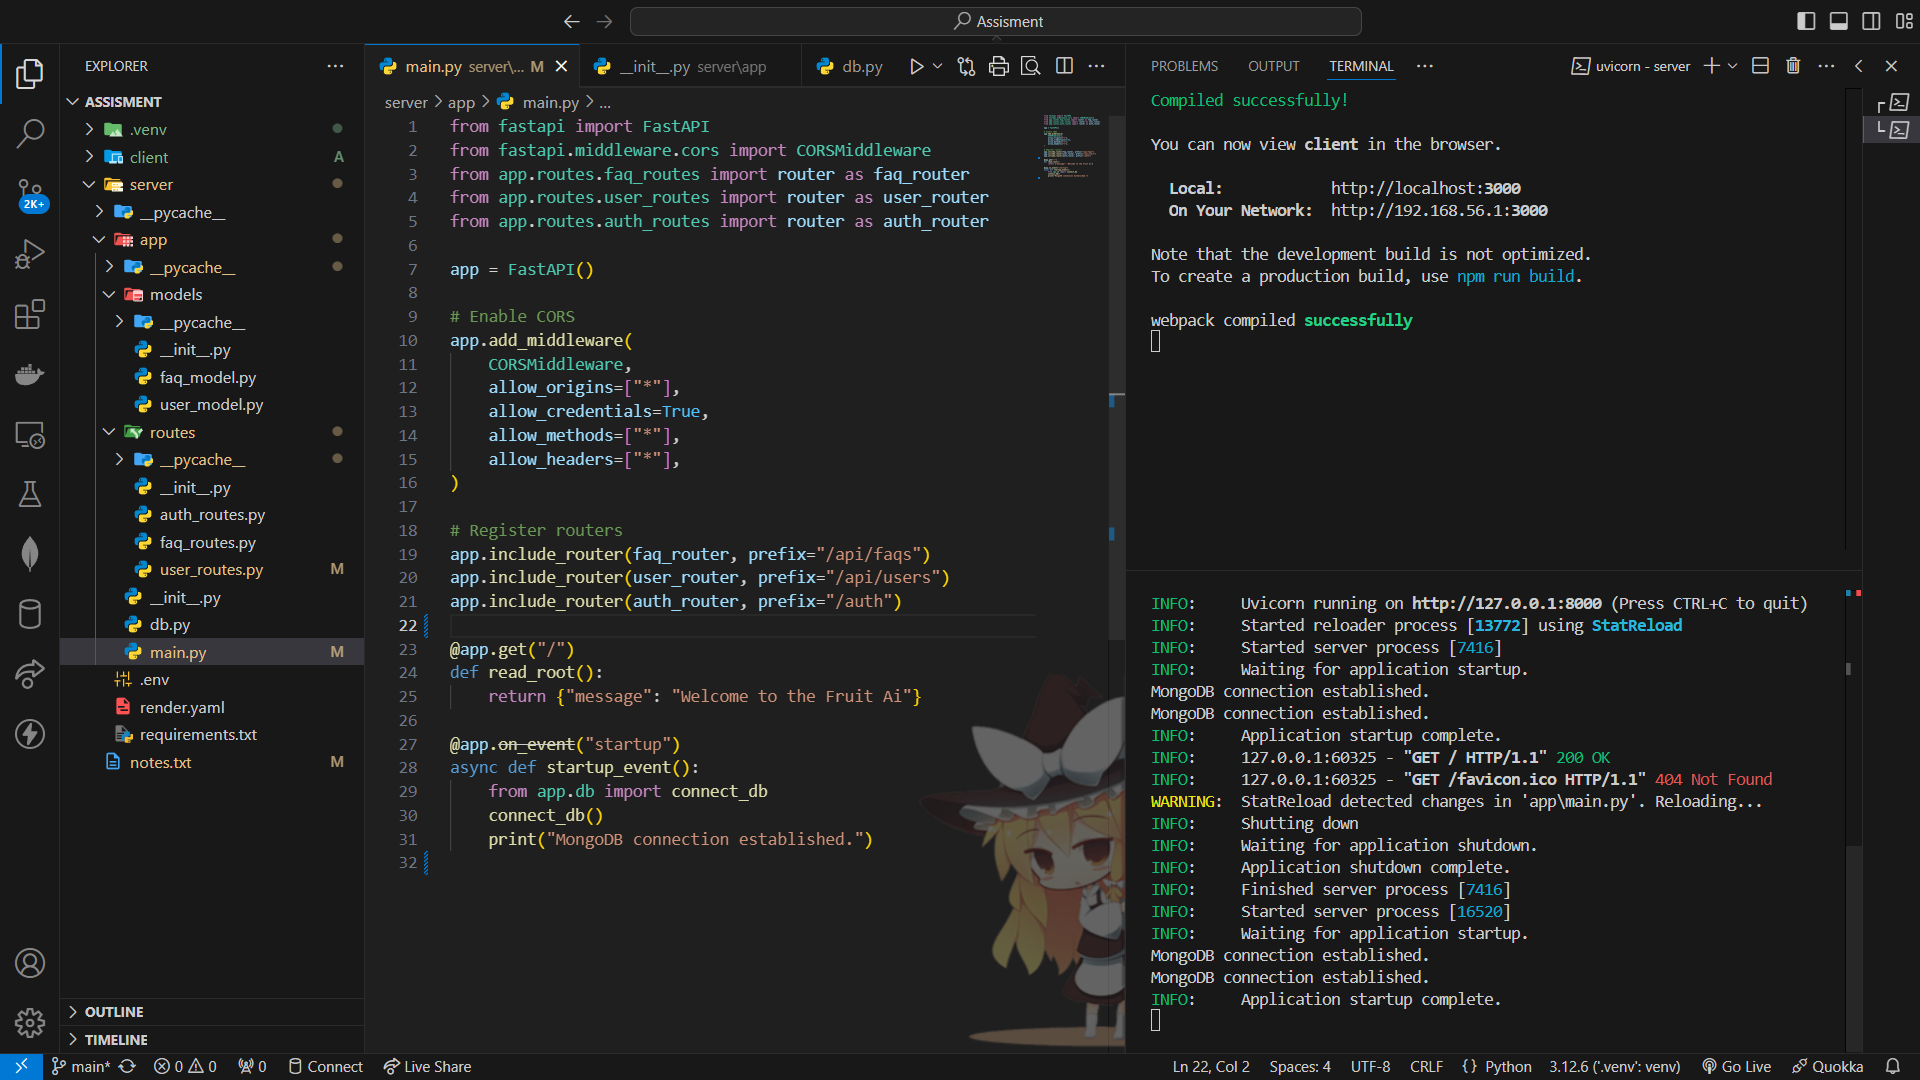 Assisment
EXPLORER
ASSISMENT
.venv
client A
server
__pycache__
app
__pycache__
models
__pycache__
__init__.py
faq_model.py
user_model.py
routes
__pycache__
__init__.py
auth_routes.py
faq_routes.py
user_routes.py M
__init__.py
db.py
main.py M
.env
render.yaml
requirements.txt
notes.txt M
OUTLINE
TIMELINE
2K+
main.py server\... M
__init__.py server\app
db.py
server > app > main.py > ...
1 from fastapi import FastAPI
2 from fastapi.middleware.cors import CORSMiddleware
3 from app.routes.faq_routes import router as faq_router
4 from app.routes.user_routes import router as user_router
5 from app.routes.auth_routes import router as auth_router
6
7 app = FastAPI()
8
9 # Enable CORS
10 app.add_middleware(
11     CORSMiddleware,
12     allow_origins=["*"],
13     allow_credentials=True,
14     allow_methods=["*"],
15     allow_headers=["*"],
16 )
17
18 # Register routers
19 app.include_router(faq_router, prefix="/api/faqs")
20 app.include_router(user_router, prefix="/api/users")
21 app.include_router(auth_router, prefix="/auth")
22
23 @app.get("/")
24 def read_root():
25     return {"message": "Welcome to the Fruit Ai"}
26
27 @app.on_event("startup")
28 async def startup_event():
29     from app.db import connect_db
30     connect_db()
31     print("MongoDB connection established.")
32
PROBLEMS OUTPUT TERMINAL
uvicorn - server
Compiled successfully!
You can now view client in the browser.
Local: http://localhost:3000
On Your Network: http://192.168.56.1:3000
Note that the development build is not optimized.
To create a production build, use npm run build.
webpack compiled successfully
INFO: Uvicorn running on http://127.0.0.1:8000 (Press CTRL+C to quit)
INFO: Started reloader process [13772] using StatReload
INFO: Started server process [7416]
INFO: Waiting for application startup.
MongoDB connection established.
MongoDB connection established.
INFO: Application startup complete.
INFO: 127.0.0.1:60325 - "GET / HTTP/1.1" 200 OK
INFO: 127.0.0.1:60325 - "GET /favicon.ico HTTP/1.1" 404 Not Found
WARNING: StatReload detected changes in 'app\main.py'. Reloading...
INFO: Shutting down
INFO: Waiting for application shutdown.
INFO: Application shutdown complete.
INFO: Finished server process [7416]
INFO: Started server process [16520]
INFO: Waiting for application startup.
MongoDB connection established.
MongoDB connection established.
INFO: Application startup complete.
main* 0 0 0 Connect Live Share Ln 22, Col 2 Spaces: 4 UTF-8 CRLF {} Python 3.12.6 ('.venv': venv) Go Live Quokka